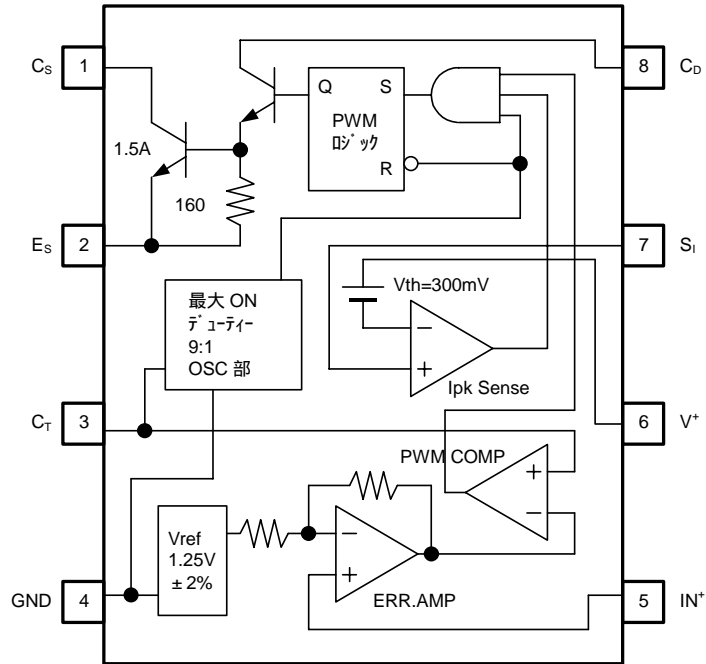 CS
1
8
CD
Q
S
PWM
ﾛｼﾞｯｸ
R
1.5A
160
ES
2
7
SI
Vth=300mV
最大 ON
ﾃﾞｭｰﾃｨｰ
9:1
OSC 部
−
+
Ipk Sense
CT
3
6
V+
PWM COMP
+
−
Vref
1.25V
±2%
−
+
ERR.AMP
GND
4
5
IN+